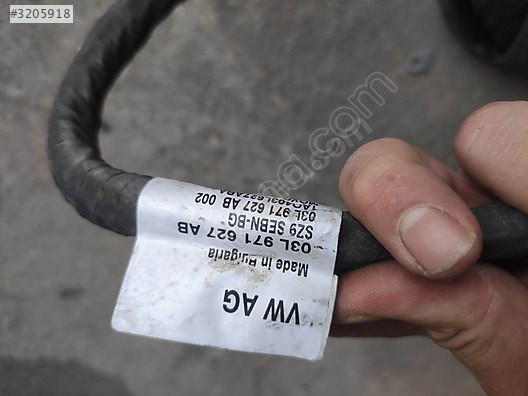 #3205918
VW AG
Made in Bulgaria
03L 971 627 AB
SZ9 SEBN-BG
03L 971 627 AB 002